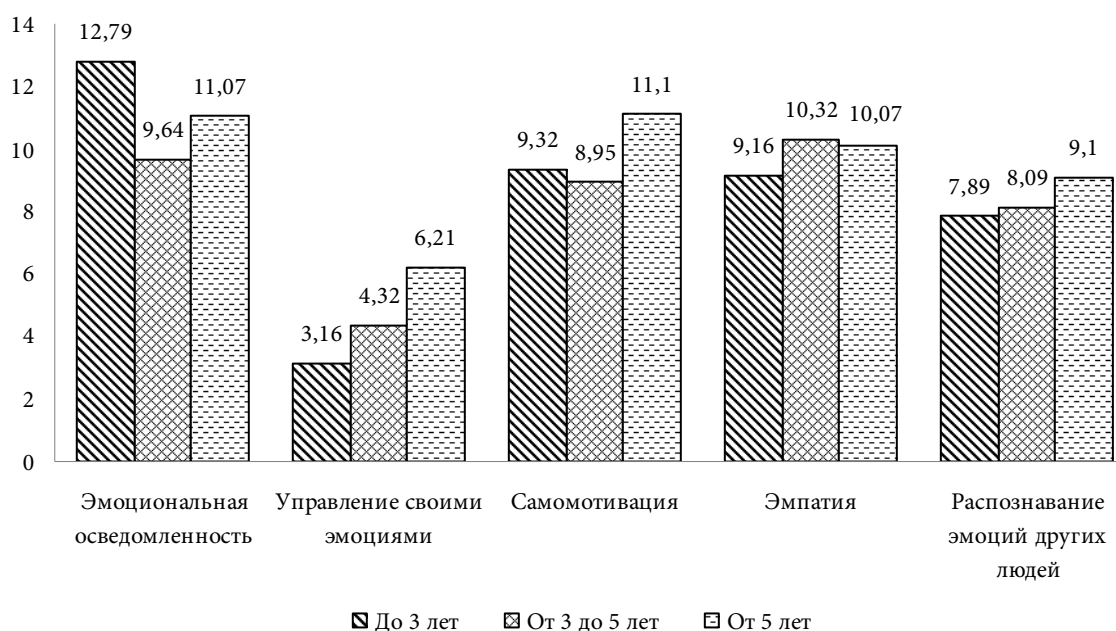 14
12
10
8
6
4
2
0
12,79
9,64
11,07
3,16
4,32
6,21
9,32
8,95
11,1
9,16
10,32
10,07
7,89
8,09
9,1
Эмоциональная
осведомленность
Управление своими
эмоциями
Самомотивация
Эмпатия
Распознавание
эмоций других
людей
До 3 лет От 3 до 5 лет От 5 лет